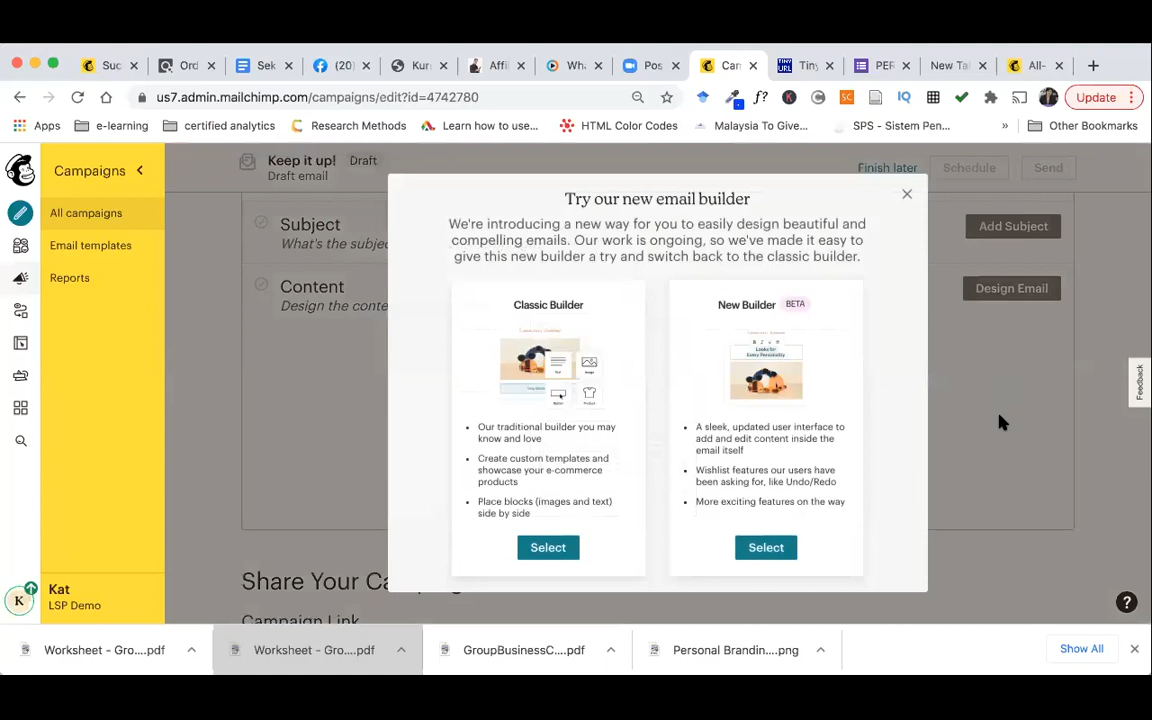 Suc
Ord
Sek
(20)
Kurs
Affil
Wha
Pos
Can
Tiny
PER
New Ta
All-
us7.admin.mailchimp.com/campaigns/edit?id=4742780
Update
Apps
e-learning
certified analytics
Research Methods
Learn how to use...
HTML Color Codes
Malaysia To Give...
SPS - Sistem Pen...
»
Other Bookmarks
Campaigns
All campaigns
Email templates
Reports
Kat
LSP Demo
Keep it up! Draft
Draft email
Finish later
Schedule
Send
Subject
What's the subje
Add Subject
Content
Design the conte
Design Email
Share Your Ca
Campaign Link
Try our new email builder
We're introducing a new way for you to easily design beautiful and
compelling emails. Our work is ongoing, so we've made it easy to
give this new builder a try and switch back to the classic builder.
Classic Builder
Our traditional builder you may
know and love
Create custom templates and
showcase your e-commerce
products
Place blocks (images and text)
side by side
Select
New Builder BETA
Looks for
Every Personality
A sleek, updated user interface to
add and edit content inside the
email itself
Wishlist features our users have
been asking for, like Undo/Redo
More exciting features on the way
Select
Feedback
K
?
Worksheet - Gro....pdf
Worksheet - Gro....pdf
GroupBusinessC....pdf
Personal Brandin....png
Show All